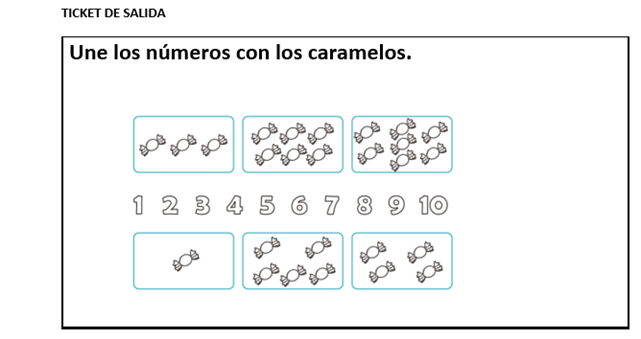 TICKET DE SALIDA
Une los números con los caramelos.
1 2 3 4 5 6 7 8 9 10